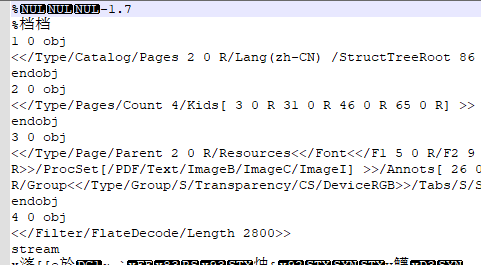 %NULNULNUL-1.7
%档档
1 0 obj
<</Type/Catalog/Pages 2 0 R/Lang(zh-CN) /StructTreeRoot 86
endobj
2 0 obj
<</Type/Pages/Count 4/Kids[ 3 0 R 31 0 R 46 0 R 65 0 R] >>
endobj
3 0 obj
<</Type/Page/Parent 2 0 R/Resources<</Font<</F1 5 0 R/F2 9
R>>/ProcSet[/PDF/Text/ImageB/ImageC/ImageI] >>/Annots[ 26 0
R/Group<</Type/Group/S/Transparency/CS/DeviceRGB>>/Tabs/S/S
endobj
4 0 obj
<</Filter/FlateDecode/Length 2800>>
stream